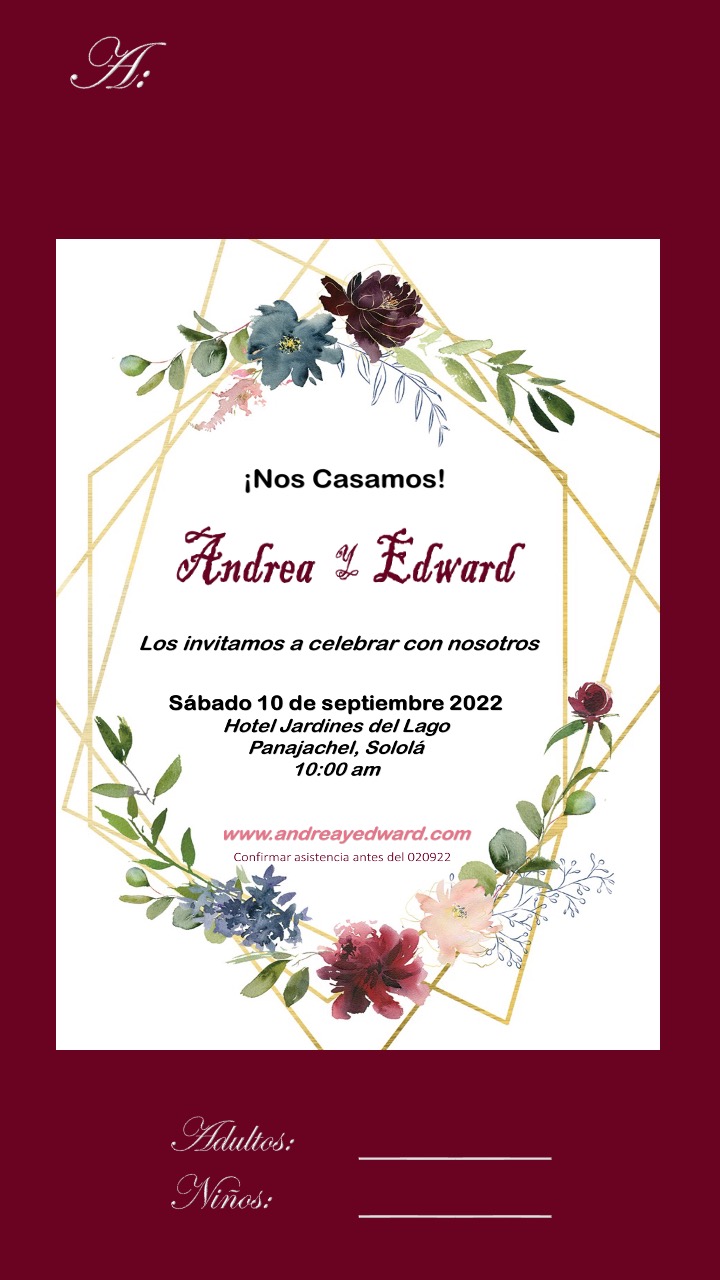 A:
¡Nos Casamos!
Andrea y Edward
Los invitamos a celebrar con nosotros
Sábado 10 de septiembre 2022
Hotel Jardines del Lago
Panajachel, Sololá
10:00 am
www.andreayedward.com
Confirmar asistencia antes del 020922
Adultos:
Niños: